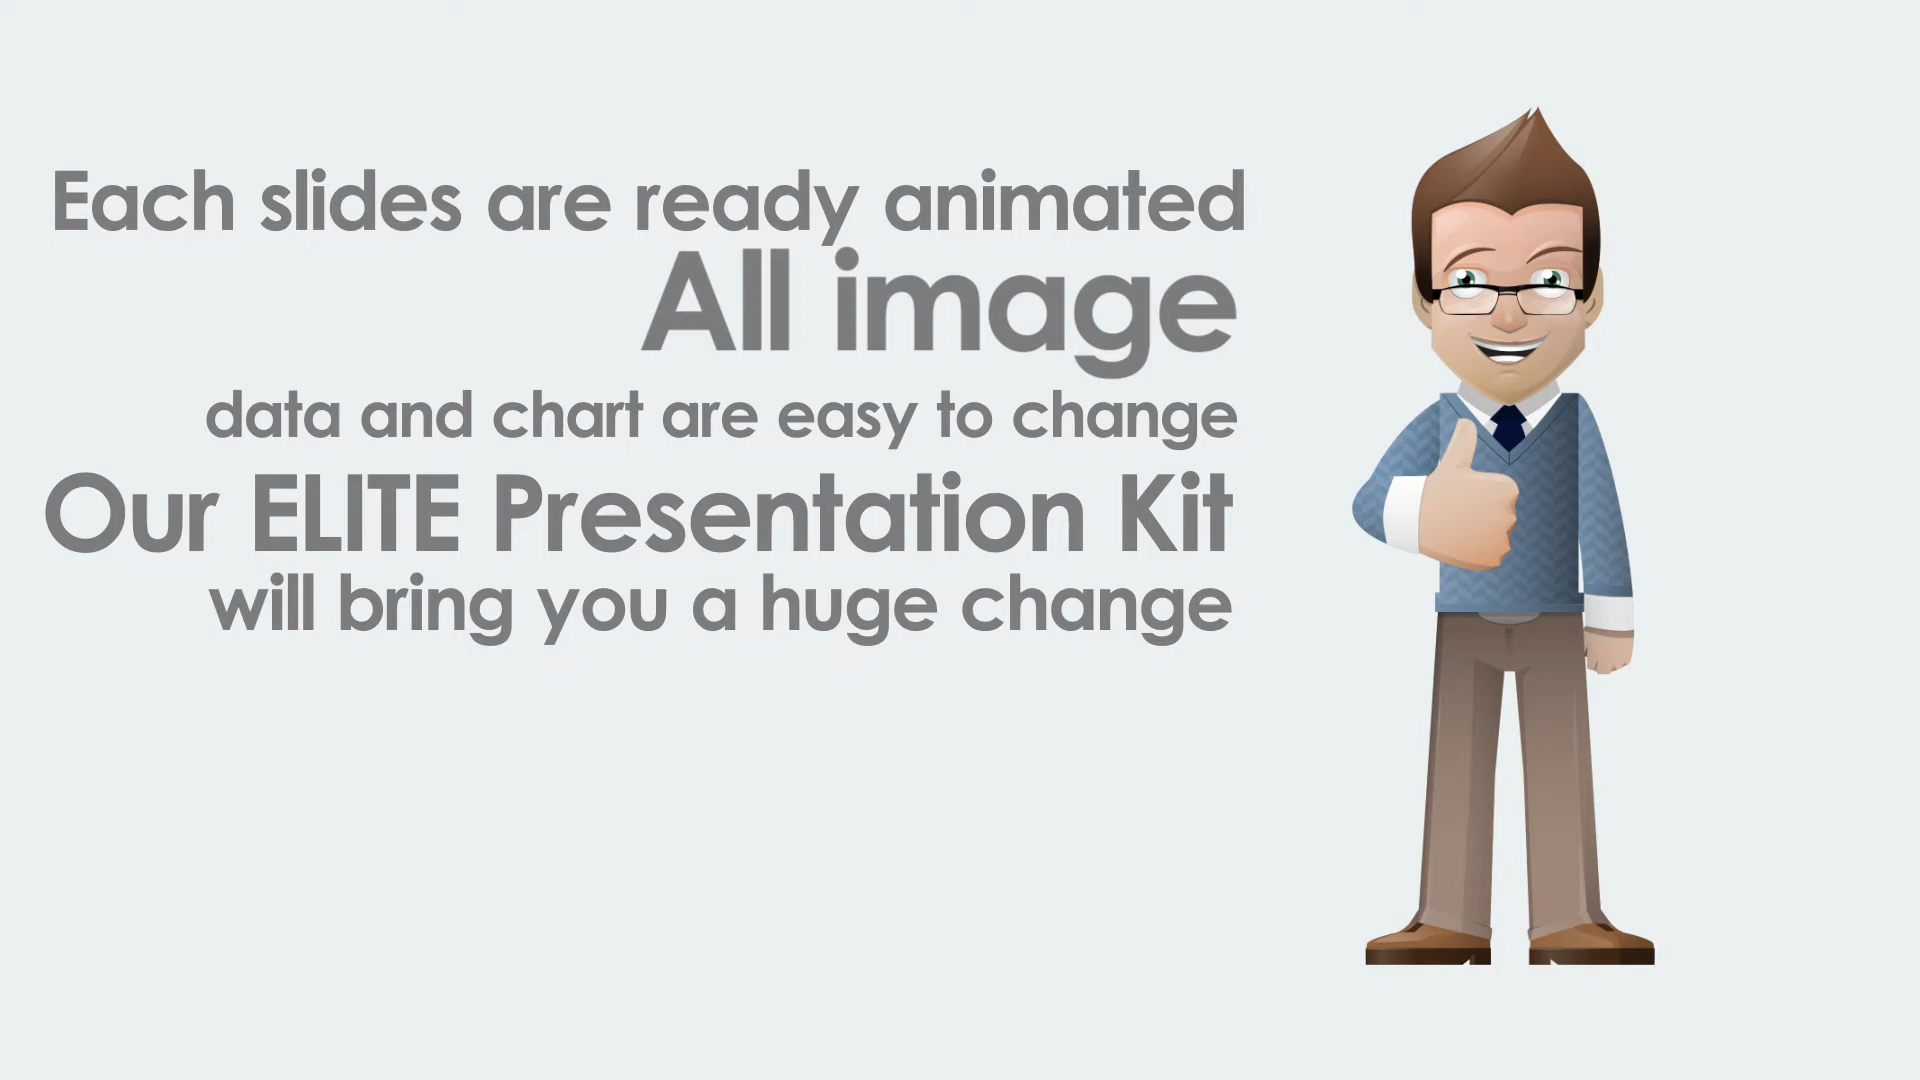 Each slides are ready animated
All image
data and chart are easy to change
Our ELITE Presentation Kit
will bring you a huge change